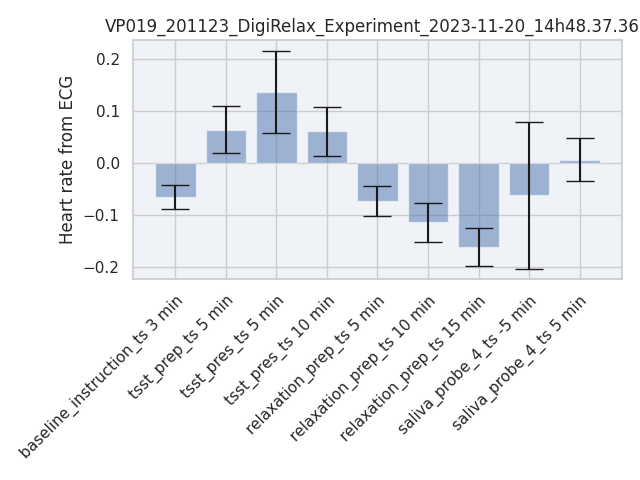 VP019_201123_DigiRelax_Experiment_2023-11-20_14h48.37.36
Heart rate from ECG
0.2
0.1
0.0
−0.1
−0.2
baseline_instruction_ts 3 min
tsst_prep_ts 5 min
tsst_pres_ts 5 min
tsst_pres_ts 10 min
relaxation_prep_ts 5 min
relaxation_prep_ts 10 min
relaxation_prep_ts 15 min
saliva_probe_4_ts -5 min
saliva_probe_4_ts 5 min